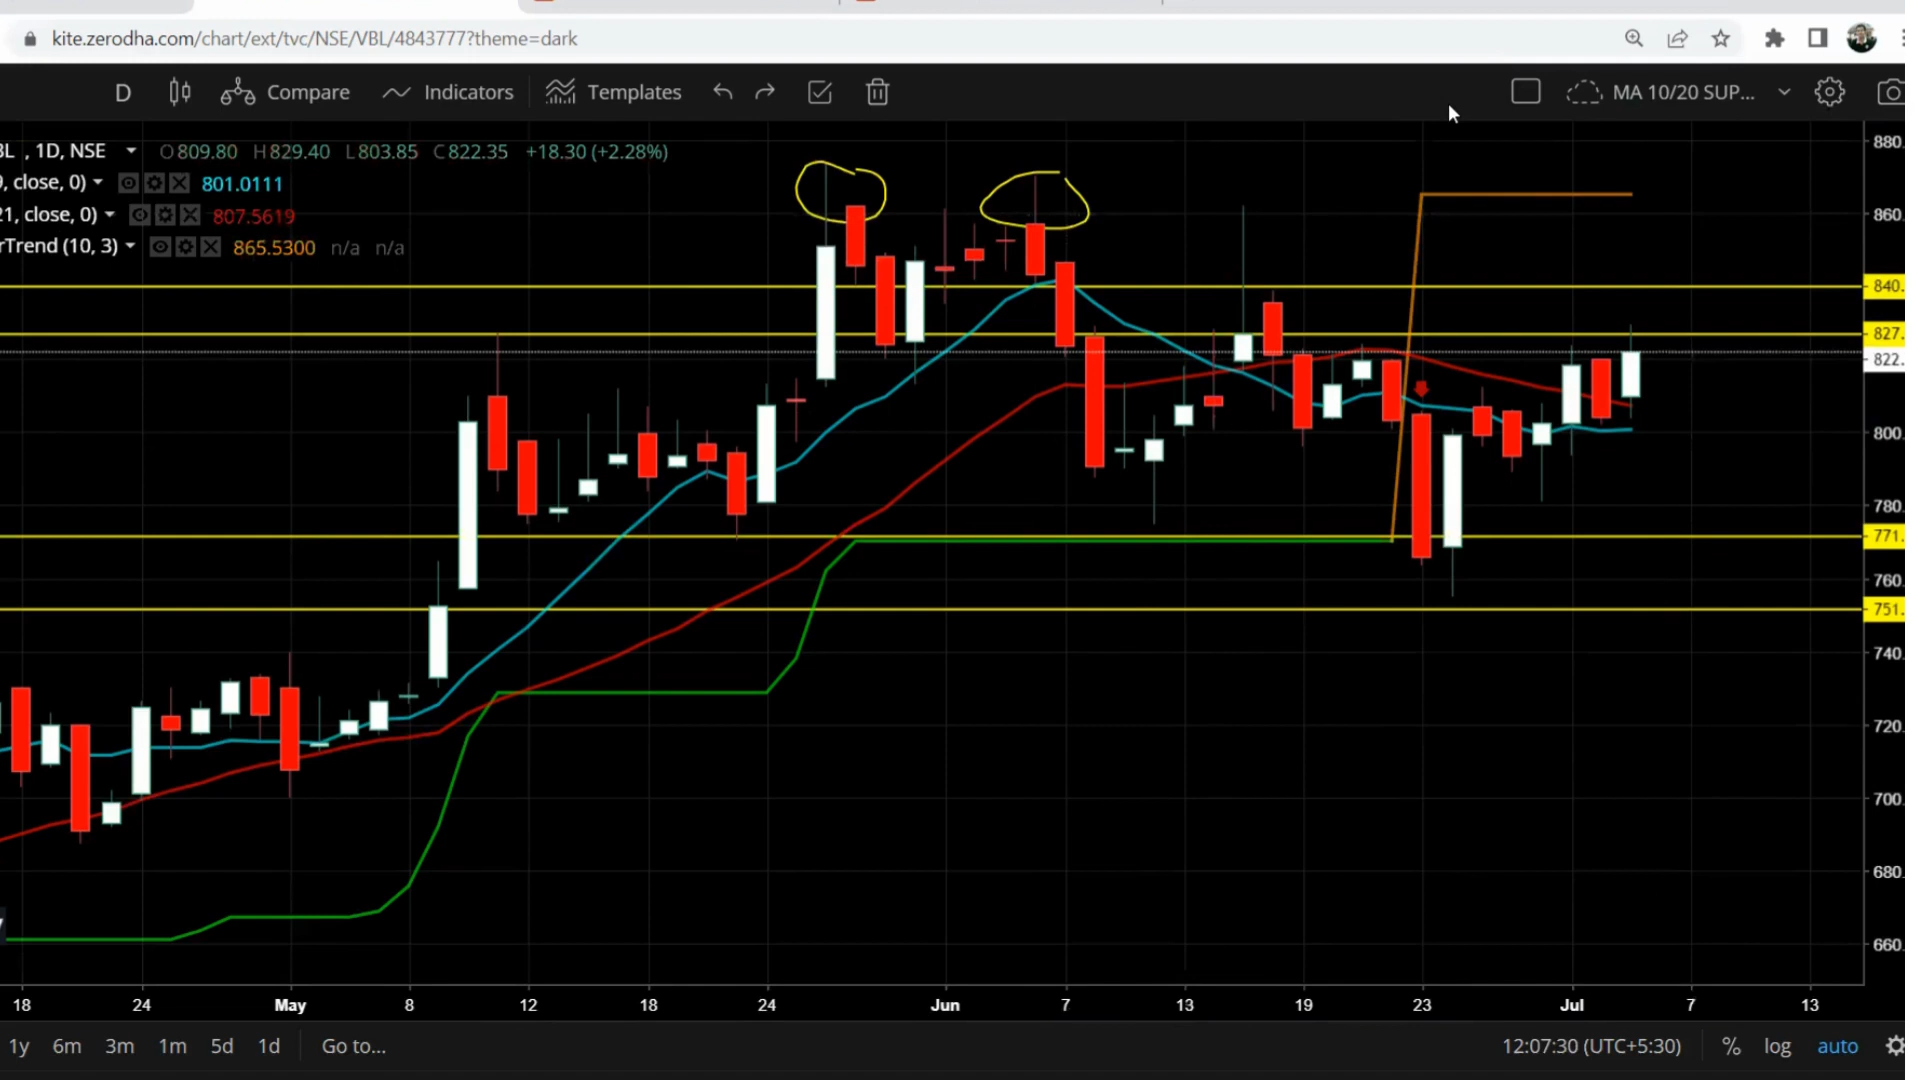 kite.zerodha.com/chart/ext/tvc/NSE/VBL/4843777?theme=dark
D Compare Indicators Templates MA 10/20 SUP...
BL , 1D, NSE O809.80 H829.40 L803.85 C822.35 +18.30 (+2.28%)
9, close, 0) 801.0111
21, close, 0) 807.5619
rTrend (10, 3) 865.5300 n/a n/a
880.
860.
840.
827.
822.
800.
780.
771.
760.
751.
740.
720.
700.
680.
660.
18 24 May 8 12 18 24 Jun 7 13 19 23 Jul 7 13
1y 6m 3m 1m 5d 1d Go to... 12:07:30 (UTC+5:30) % log auto